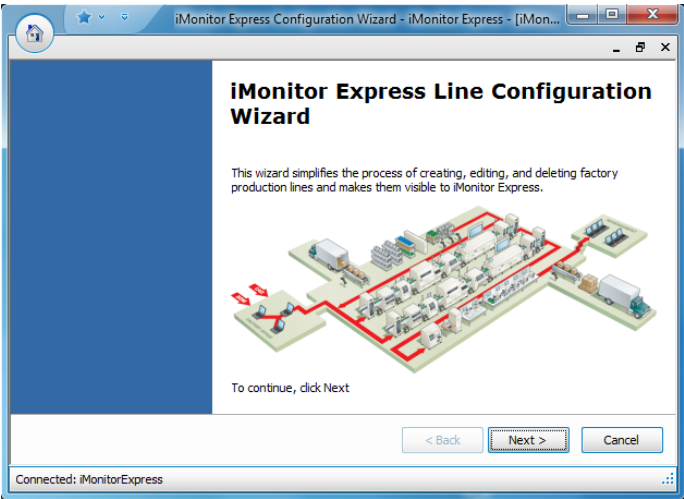 iMonitor Express Configuration Wizard - iMonitor Express - [iMon...
iMonitor Express Line Configuration
Wizard
This wizard simplifies the process of creating, editing, and deleting factory
production lines and makes them visible to iMonitor Express.
To continue, click Next
< Back
Next >
Cancel
Connected: iMonitorExpress